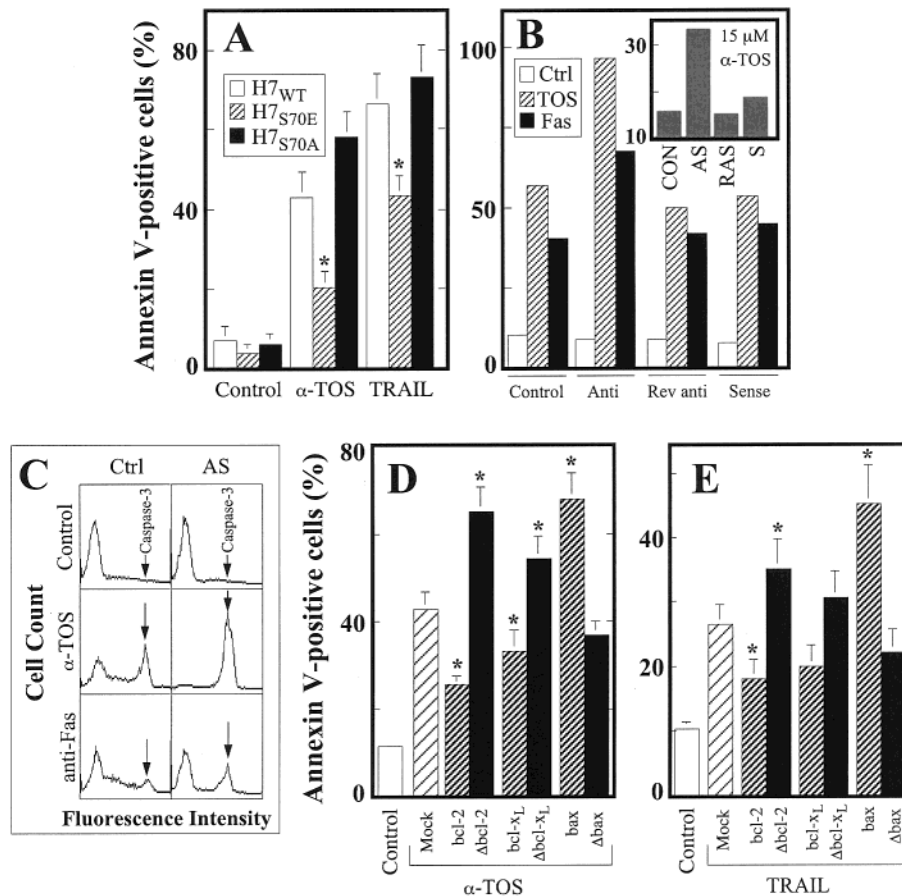 Annexin V-positive cells (%)
A
80
40
0
H7WT
H7S70E
H7S70A
*
*
Control
α-TOS
TRAIL
B
100
50
0
Ctrl
TOS
Fas
30
10
15 μM
α-TOS
CON
AS
RAS
S
Control
Anti
Rev anti
Sense
C
Ctrl
AS
Control
α-TOS
anti-Fas
Caspase-3
Caspase-3
Cell Count
Fluorescence Intensity
Annexin V-positive cells (%)
D
80
40
0
*
*
*
*
*
Control
Mock
bcl-2
Δbcl-2
bcl-xL
Δbcl-xL
bax
Δbax
α-TOS
E
40
20
0
*
*
*
Control
Mock
bcl-2
Δbcl-2
bcl-xL
Δbcl-xL
bax
Δbax
TRAIL